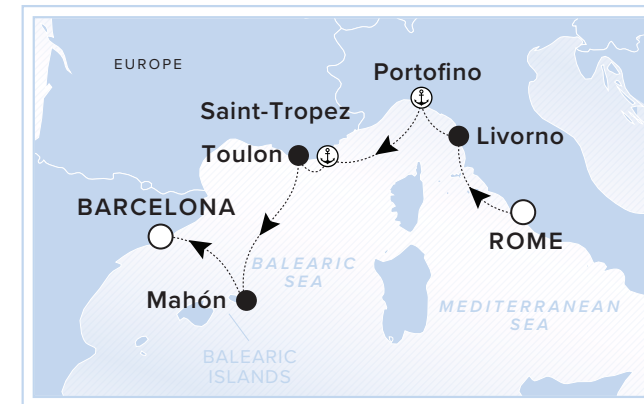 EUROPE
Portofino
Saint-Tropez
Livorno
Toulon
BARCELONA
ROME
BALEARIC
SEA
Mahón
MEDITERRANEAN
SEA
BALEARIC
ISLANDS